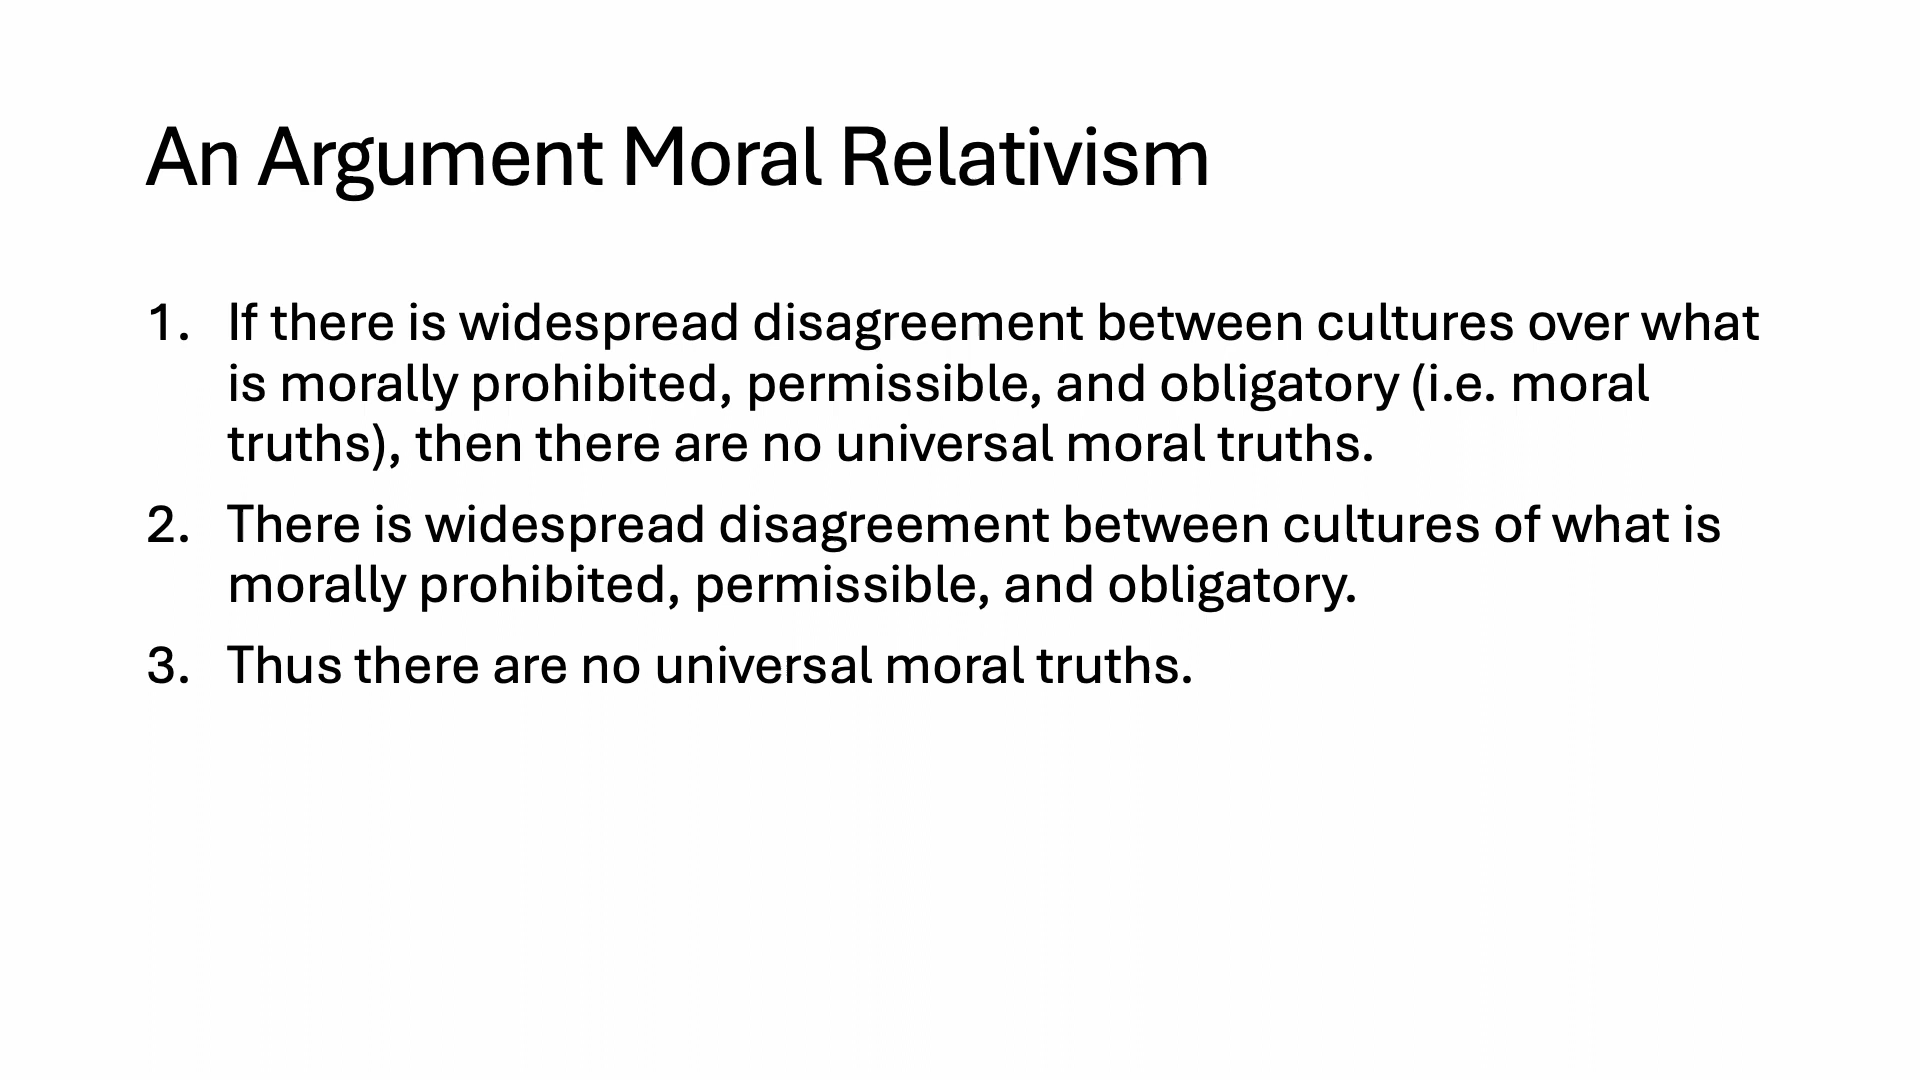 An Argument Moral Relativism
1. If there is widespread disagreement between cultures over what
is morally prohibited, permissible, and obligatory (i.e. moral
truths), then there are no universal moral truths.
2. There is widespread disagreement between cultures of what is
morally prohibited, permissible, and obligatory.
3. Thus there are no universal moral truths.